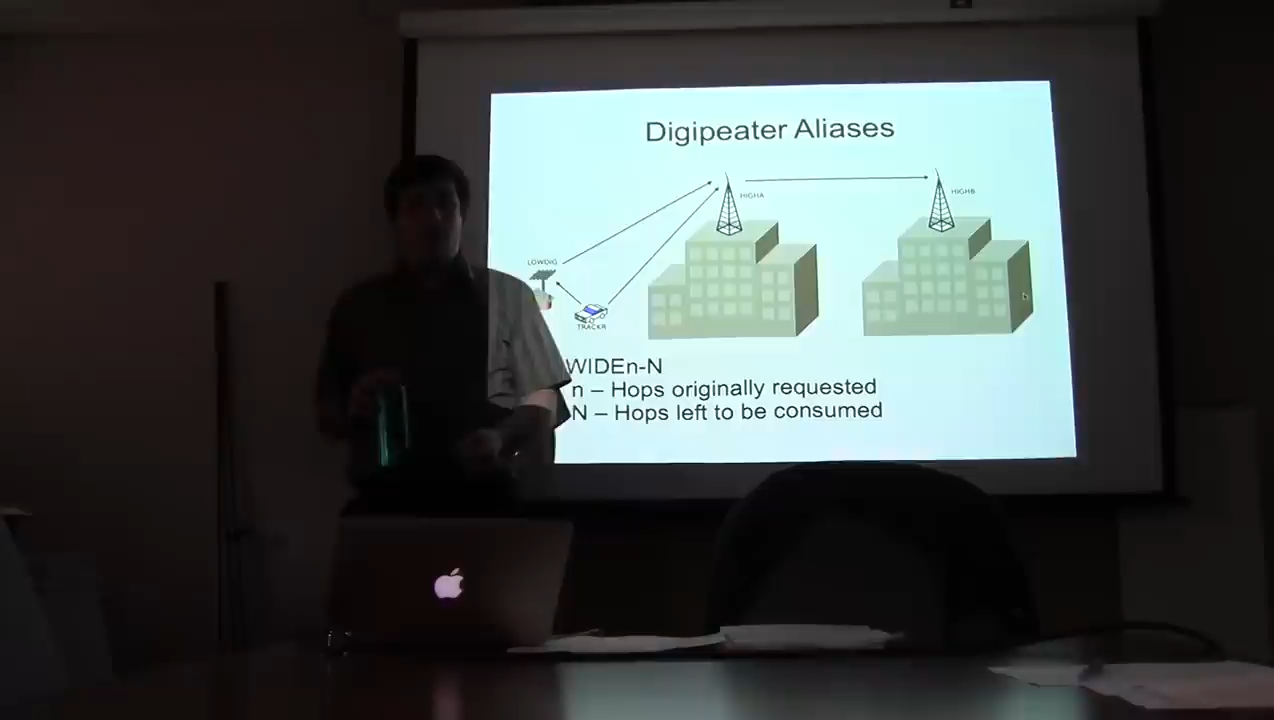 Digipeater Aliases
HIGHA
HIGHB
LOWDIG
TRACKR
WIDEn-N
n – Hops originally requested
N – Hops left to be consumed